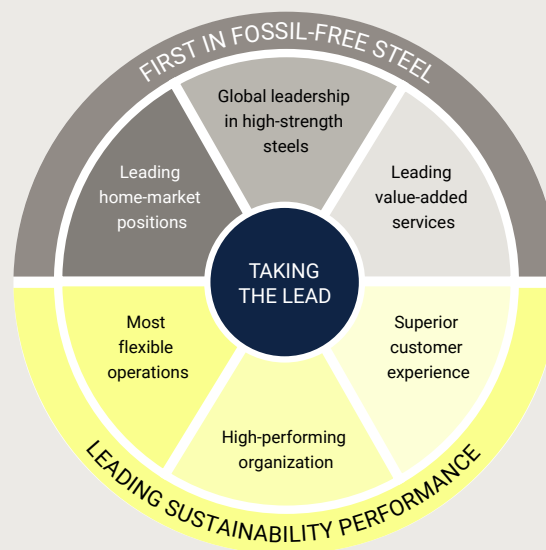 FIRST IN FOSSIL-FREE STEEL
Global leadership
in high-strength
steels
Leading
home-market
positions
Leading
value-added
services
TAKING
THE LEAD
Most
flexible
operations
Superior
customer
experience
High-performing
organization
LEADING SUSTAINABILITY PERFORMANCE